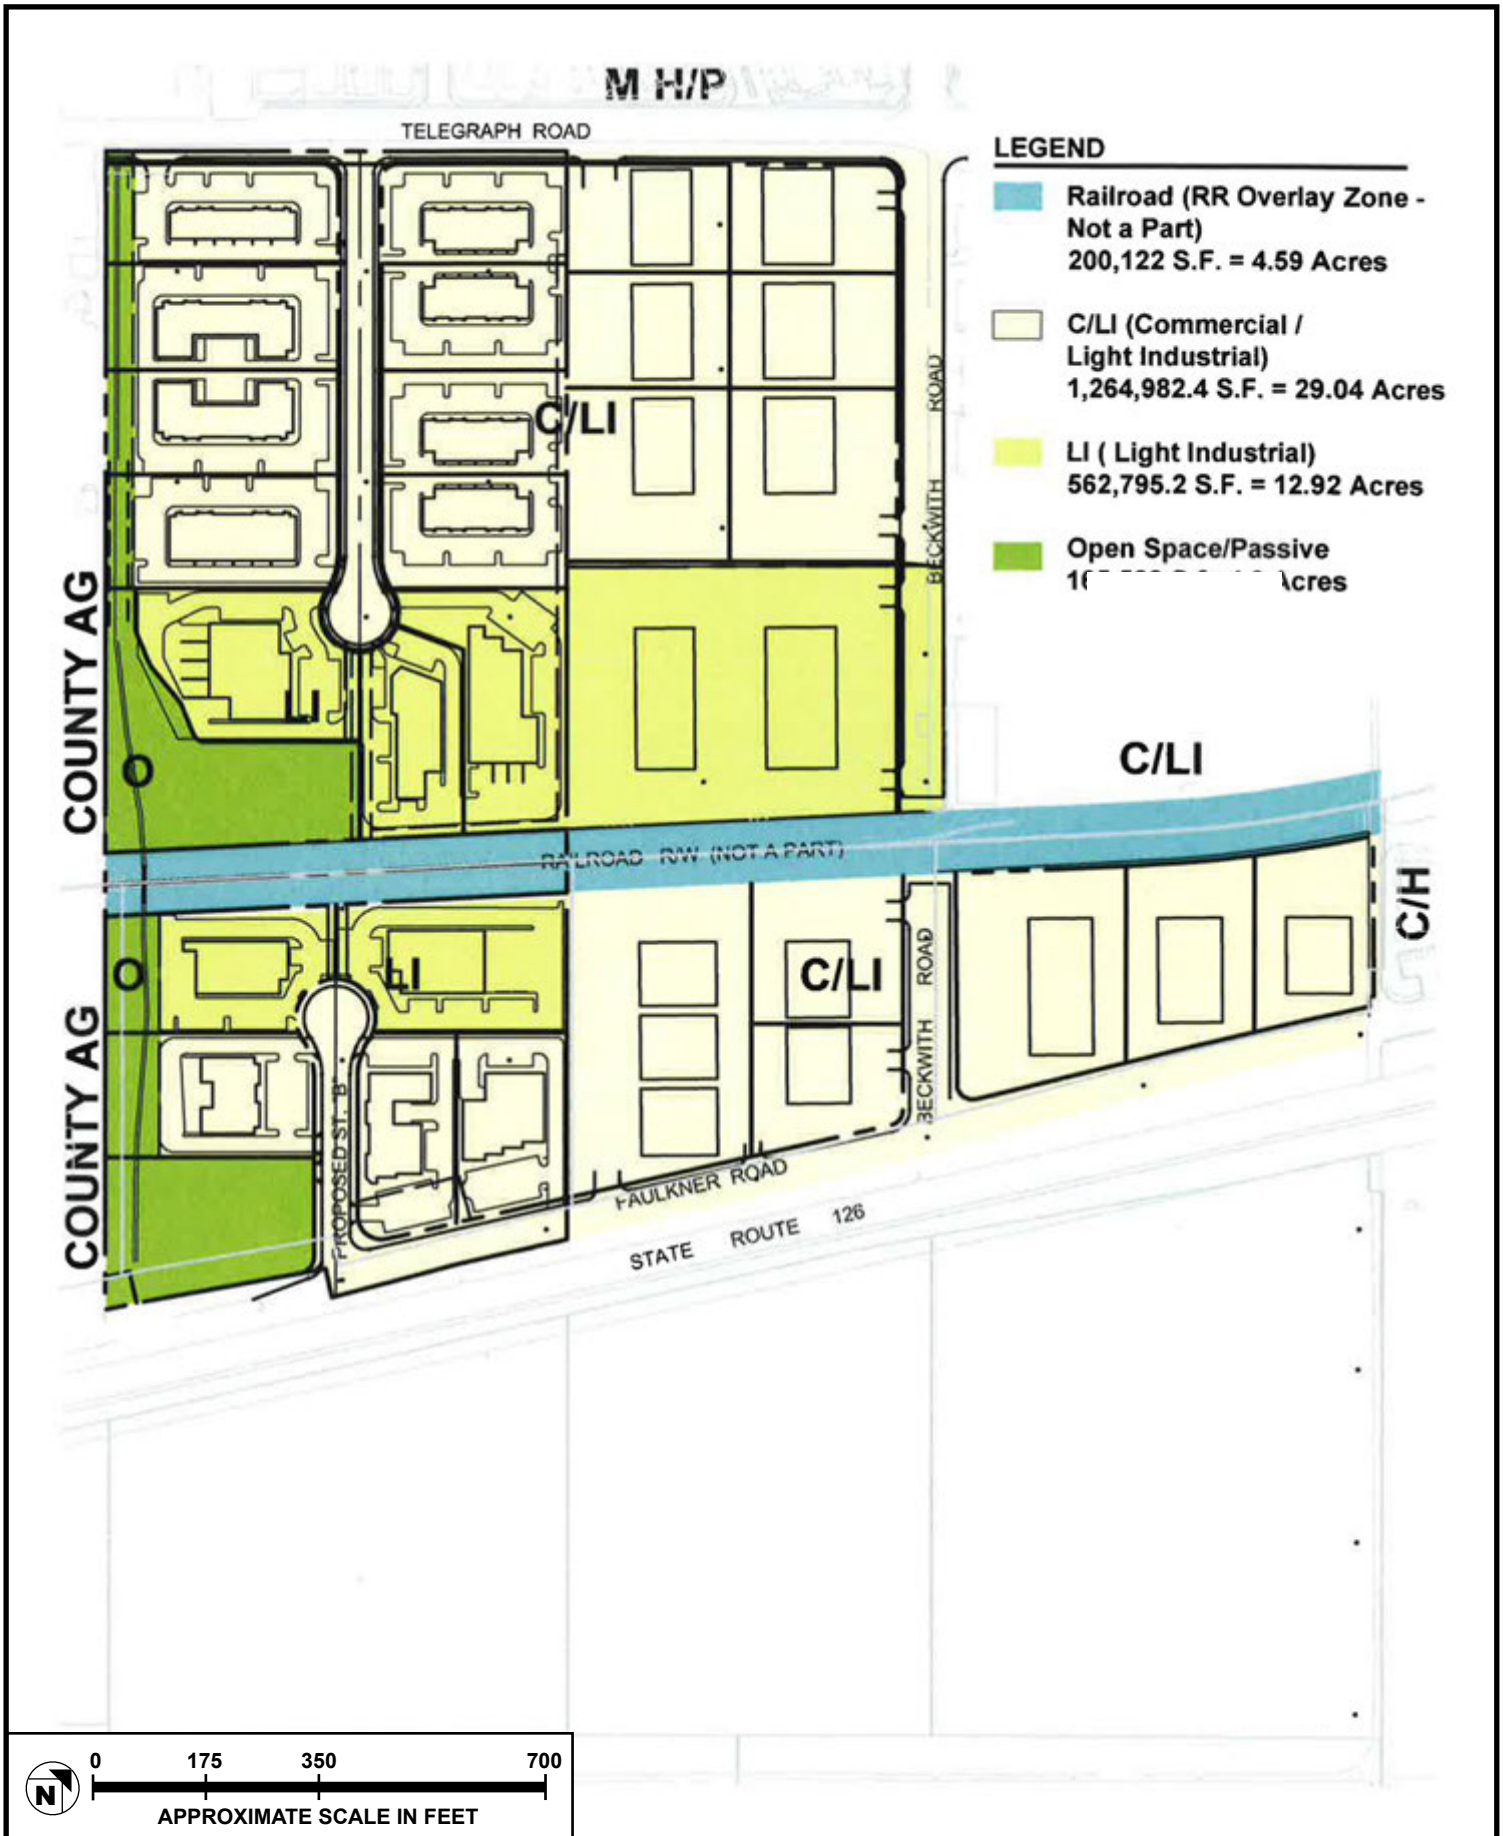 M H/P
TELEGRAPH ROAD
LEGEND
Railroad (RR Overlay Zone -
Not a Part)
200,122 S.F. = 4.59 Acres
C/LI (Commercial /
Light Industrial)
1,264,982.4 S.F. = 29.04 Acres
LI ( Light Industrial)
562,795.2 S.F. = 12.92 Acres
Open Space/Passive
Acres
C/LI
BECKWITH ROAD
COUNTY AG
LI
O
C/LI
RAILROAD R/W (NOT A PART)
C/H
O
LI
C/LI
BECKWITH ROAD
COUNTY AG
PROPOSED ST. "B"
FAULKNER ROAD
STATE ROUTE 126
N
0 175 350 700
APPROXIMATE SCALE IN FEET